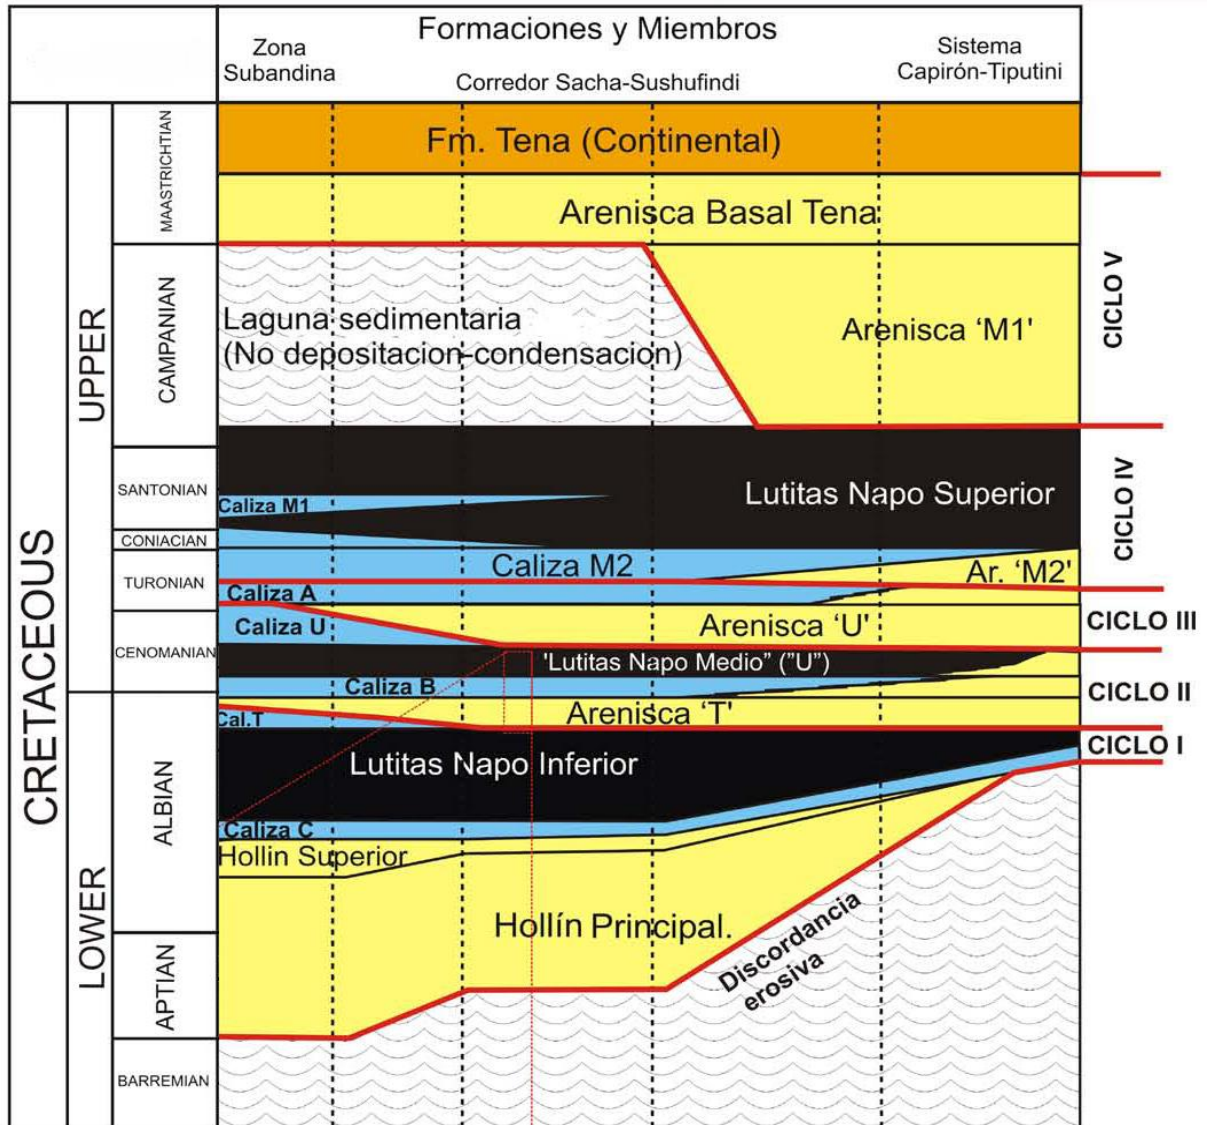 Formaciones y Miembros
Zona
Subandina
Corredor Sacha-Sushufindi
Sistema
Capirón-Tiputini
CRETACEOUS
UPPER
LOWER
MAASTRICHTIAN
CAMPANIAN
SANTONIAN
CONIACIAN
TURONIAN
CENOMANIAN
ALBIAN
APTIAN
BARREMIAN
Fm. Tena (Continental)
Arenisca Basal Tena
Laguna sedimentaria
(No depositacion-condensacion)
Arenisca ‘M1'
Lutitas Napo Superior
Caliza M1
Caliza M2
Ar. ‘M2'
Caliza A
Arenisca ‘U'
Caliza U
'Lutitas Napo Medio” (”U”)
Caliza B
Arenisca ‘T'
Cal.T
Lutitas Napo Inferior
Caliza C
Hollin Superior
Hollín Principal.
Discordancia
erosiva
CICLO V
CICLO IV
CICLO III
CICLO II
CICLO I